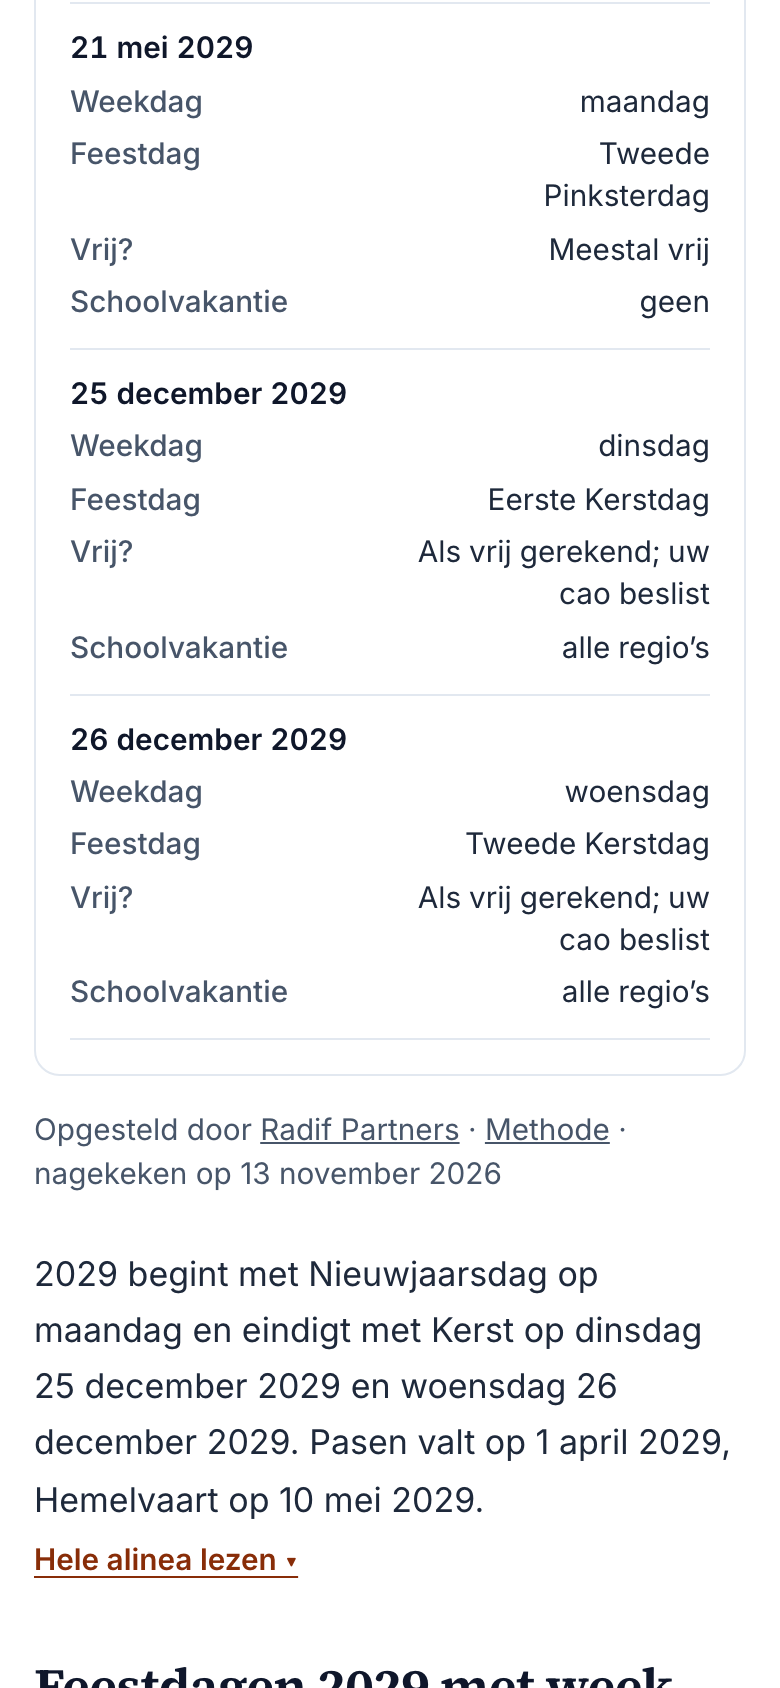 21 mei 2029
Weekdag maandag
Feestdag Tweede
Pinksterdag
Vrij? Meestal vrij
Schoolvakantie geen
25 december 2029
Weekdag dinsdag
Feestdag Eerste Kerstdag
Vrij? Als vrij gerekend; uw
cao beslist
Schoolvakantie alle regio’s
26 december 2029
Weekdag woensdag
Feestdag Tweede Kerstdag
Vrij? Als vrij gerekend; uw
cao beslist
Schoolvakantie alle regio’s
Opgesteld door Radif Partners · Methode ·
nagekeken op 13 november 2026
2029 begint met Nieuwjaarsdag op
maandag en eindigt met Kerst op dinsdag
25 december 2029 en woensdag 26
december 2029. Pasen valt op 1 april 2029,
Hemelvaart op 10 mei 2029.
Hele alinea lezen ▾
Feestdagen 2029 met week